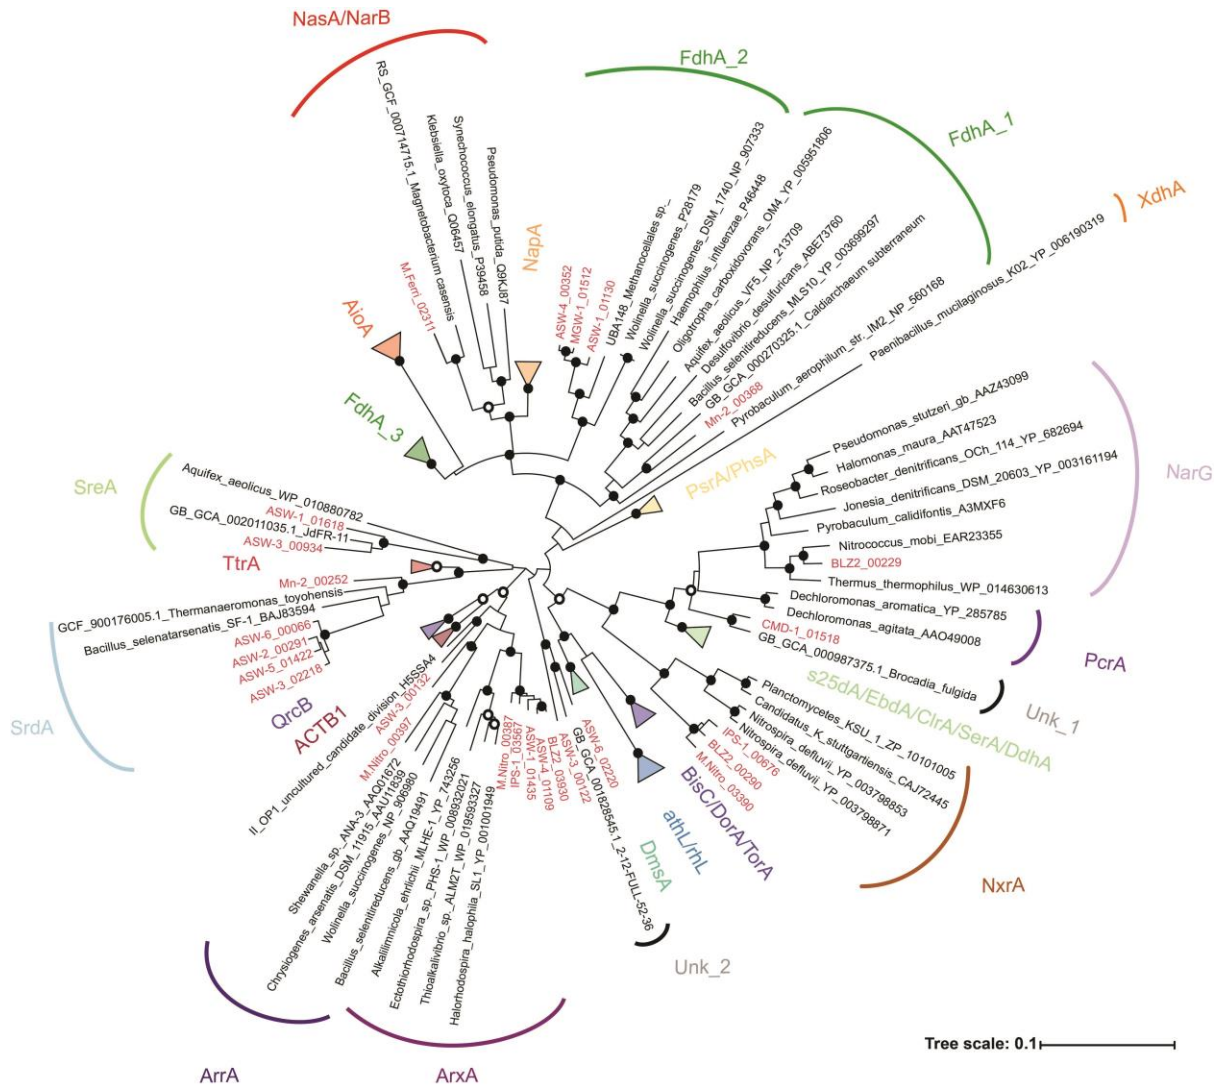 NasA/NarB
RS_GCF_000714715.1_Magnetobacterium casensis
Klebsiella_oxytoca_Q06457
Synechococcus_elongatus_P39458
Pseudomonas_putida_Q9KJ87
M.Ferri_02311
NapA
AioA
FdhA_3
FdhA_2
ASW-4_00352
MGW-1_01512
ASW-1_01130
UBA148_Methanocellates sp._
Wolinella_succinogenes_P28179
Wolinella_succinogenes_DSM_1740_NP_907333
FdhA_1
Haemophilus_influenzae_P46448
Oligotropha_carboxidovorans_OM4_YP_005951806
Aquifex_aeolicus_VF5_NP_213709
Desulfovibrio_desulfuricans_ABE73760
Bacillus_selenitireducens_MLS10_YP_003699297
GB_GCA_000270325.1_Caldiarchaeum subterraneum
Mn-2_00368
Pyrobaculum_aerophilum_str._IM2_NP_560168
Paenibacillus_mucilaginosus_K02_YP_006190319
XdhA
PsrA/PhsA
Pseudomonas_stutzeri_gb_AAZ43099
Halomonas_maura_AAT47523
Roseobacter_denitrificans_OCh_114_YP_682694
Jonesia_denitrificans_DSM_20603_YP_003161194
Pyrobaculum_calidifontis_A3MXF6
Nitrococcus_mobi_EAR23355
BLZ2_00229
Thermus_thermophilus_WP_014630613
NarG
Dechloromonas_aromatica_YP_285785
Dechloromonas_agitata_AAO49008
PcrA
CMD-1_01518
GB_GCA_000987375.1_Brocadia_fulgida
Unk_1
s25dA/EbdA/ClrA/SerA/DdhA
Planctomycetes_KSU_1_ZP_10101005
Candidatus_K_stuttgartiensis_CAJ72445
Nitrospira_defluvii_YP_003798853
Nitrospira_defluvii_YP_003798871
IPS-1_00676
BLZ2_00290
M.Nitro_03390
NxrA
BisC/DorA/TorA
athL/rhL
DmsA
ASW-6_02220
GB_GCA_001828545.1_2-12-FULL-52-36
Unk_2
ASW-3_00122
BLZ2_03930
ASW-4_01109
ASW-1_01435
IPS-1_03567
M.Nitro_00387
Halorhodospira_halophila_SL1_YP_001001949
Thioalkalivibrio_sp._ALM2T_WP_019593327
Ectothiorhodospira_sp._PHS-1_WP_008932021
Alkalilimnicola_ehrlichii_MLHE-1_YP_743256
ArxA
Bacillus_selenitireducens_gb_AAQ19491
Wolinella_succinogenes_NP_906980
Chrysiogenes_arsenatis_DSM_11915_AAU11839
Shewanella_sp._ANA-3_AAQ01672
ArrA
M.Nitro_00397
ASW-3_00132
II_OP1_uncultured_candidate_division_H5SSA4
ACTB1
QrcB
SreA
Aquifex_aeolicus_WP_010880782
ASW-1_01618
GB_GCA_002011035.1_JdFR-11
ASW-3_00934
TtrA
Mn-2_00252
GCF_900176005.1_Thermanaeromonas_toyohensis
Bacillus_selenatarsenatis_SF-1_BAJ83594
ASW-6_00066
ASW-2_00291
ASW-5_01422
ASW-3_02218
SrdA
Tree scale: 0.1